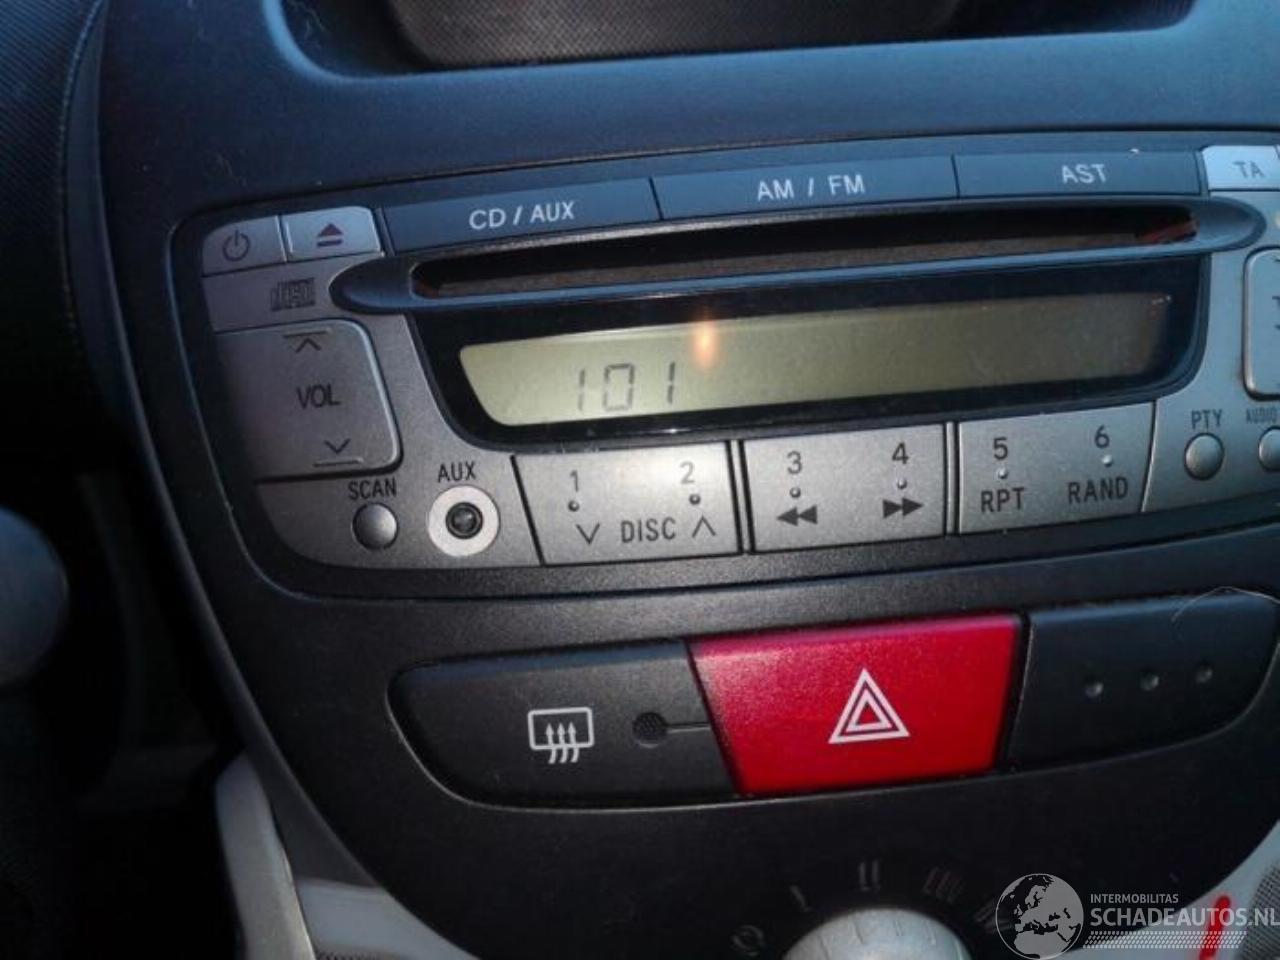 CD / AUX AM / FM AST TA
VOL
101
SCAN AUX
1 2 3 4 5 6 PTY AUDIO
DISC RPT RAND
INTERMOBILITAS
SCHADEAUTOS.NL